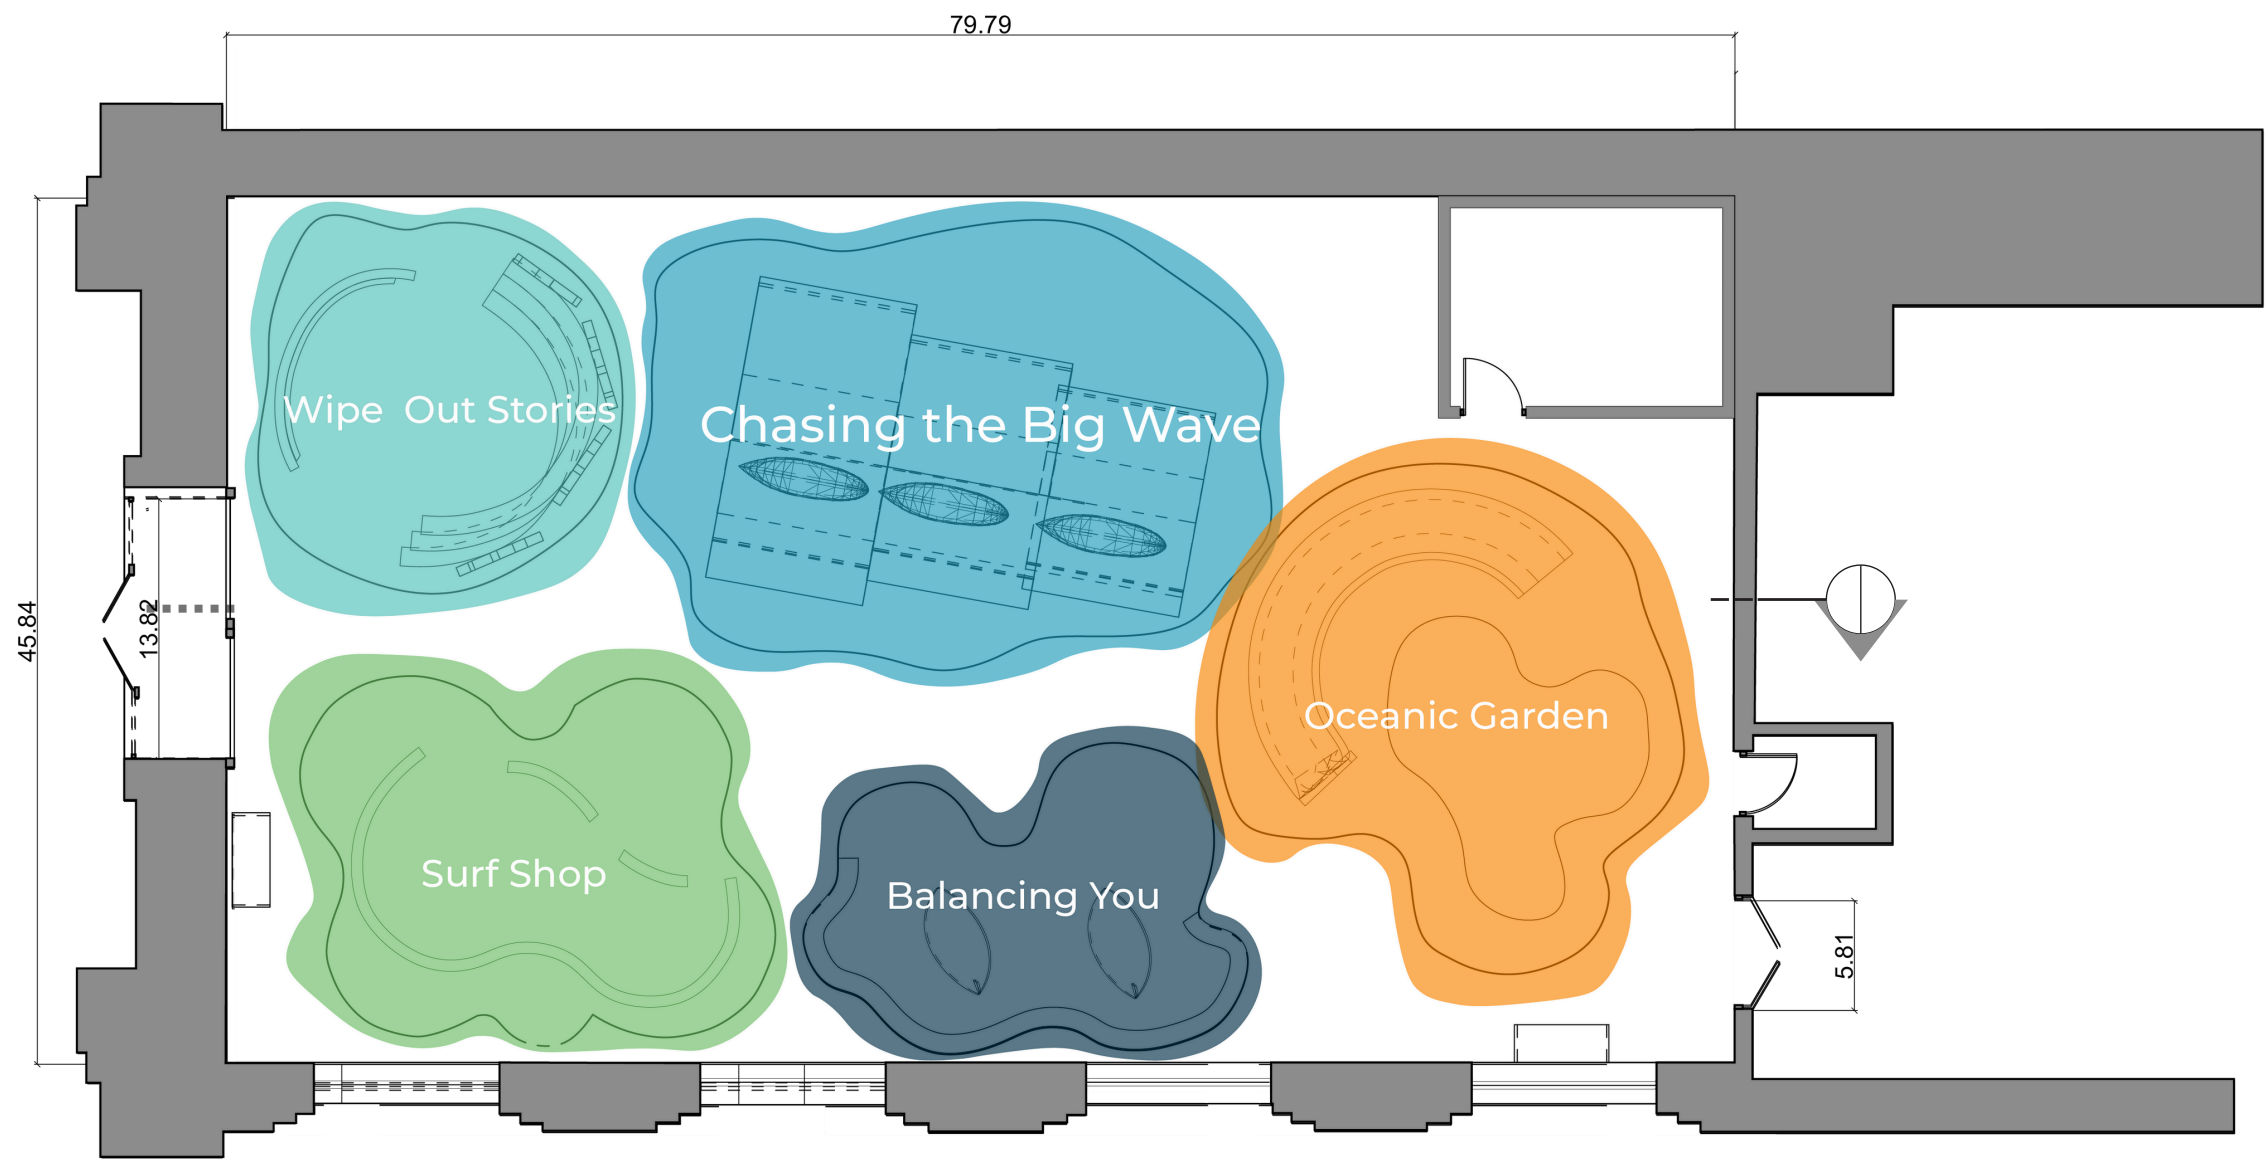 79.79
Wipe Out Stories
Chasing the Big Wave
45.84
13.82
Oceanic Garden
Surf Shop
Balancing You
5.81